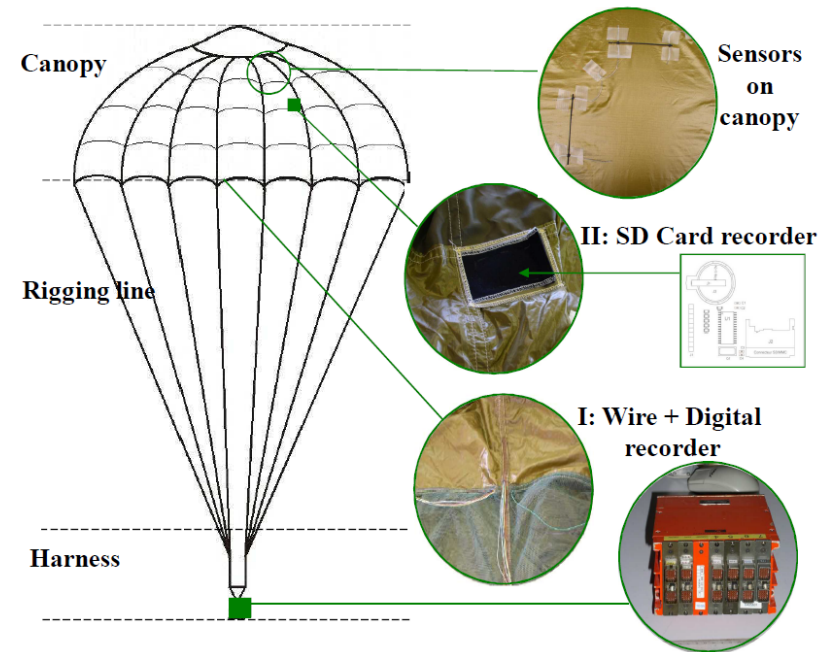 Canopy
Sensors
on
canopy
II: SD Card recorder
Rigging line
I: Wire + Digital
recorder
Harness